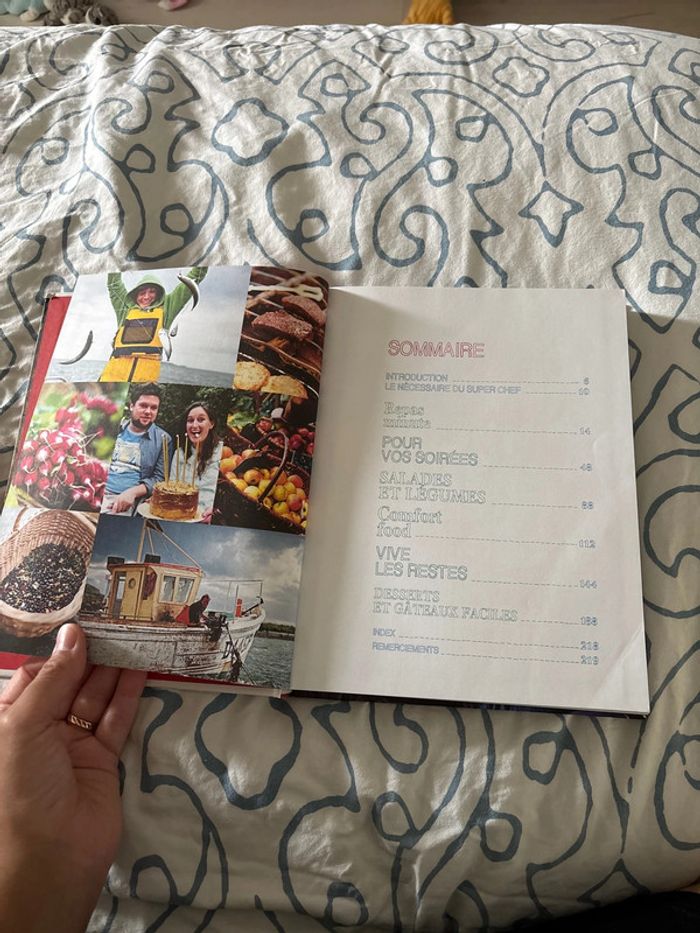 SOMMAIRE
INTRODUCTION 6
LE NÉCESSAIRE DU SUPER CHEF 10
Repas
minute 14
POUR
VOS SOIRÉES 48
SALADES
ET LÉGUMES 88
Comfort
food 112
VIVE
LES RESTES 144
DESSERTS
ET GÂTEAUX FACILES 168
INDEX 218
REMERCIEMENTS 219